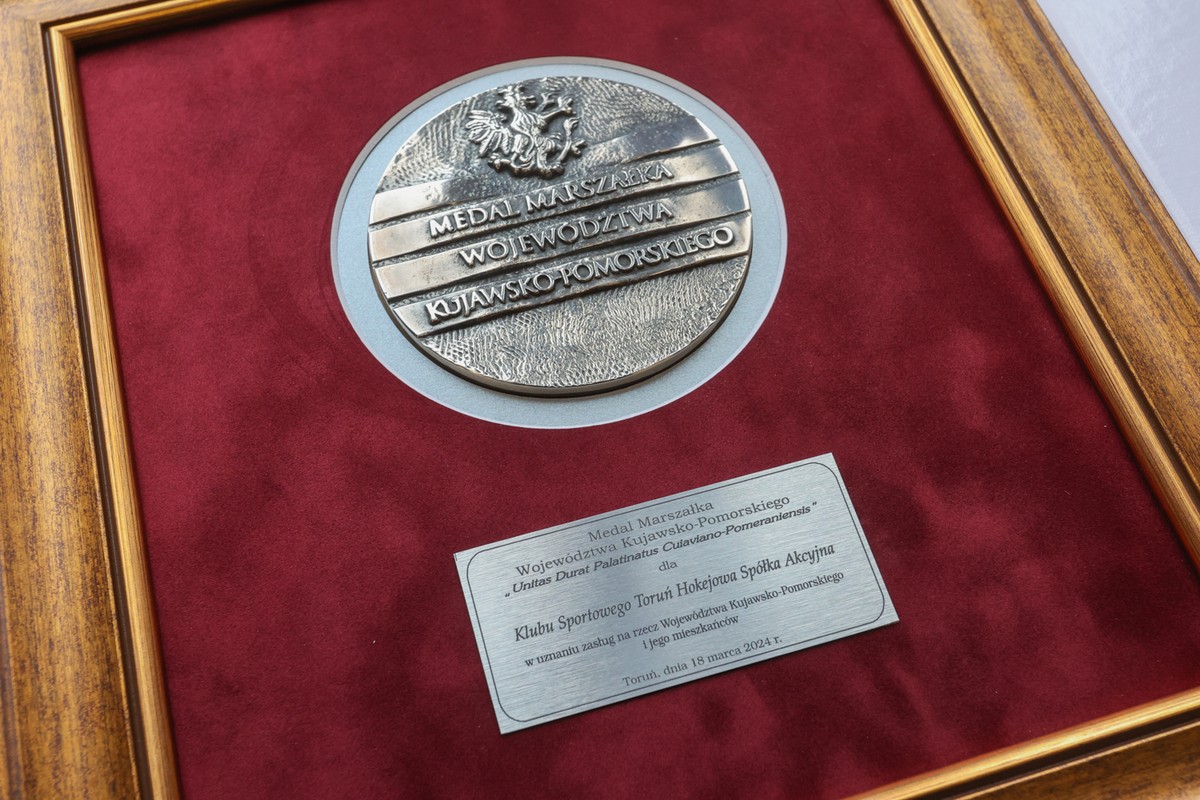 MEDAL MARSZAŁKA
WOJEWÓDZTWA
KUJAWSKO-POMORSKIEGO
Medal Marszałka
Województwa Kujawsko-Pomorskiego
„Unitas Durat Palatinatus Cuiaviano-Pomeraniensis"
dla
Klubu Sportowego Toruń Hokejowa Spółka Akcyjna
w uznaniu zasług na rzecz Województwa Kujawsko-Pomorskiego
i jego mieszkańców
Toruń, dnia 18 marca 2024 r.